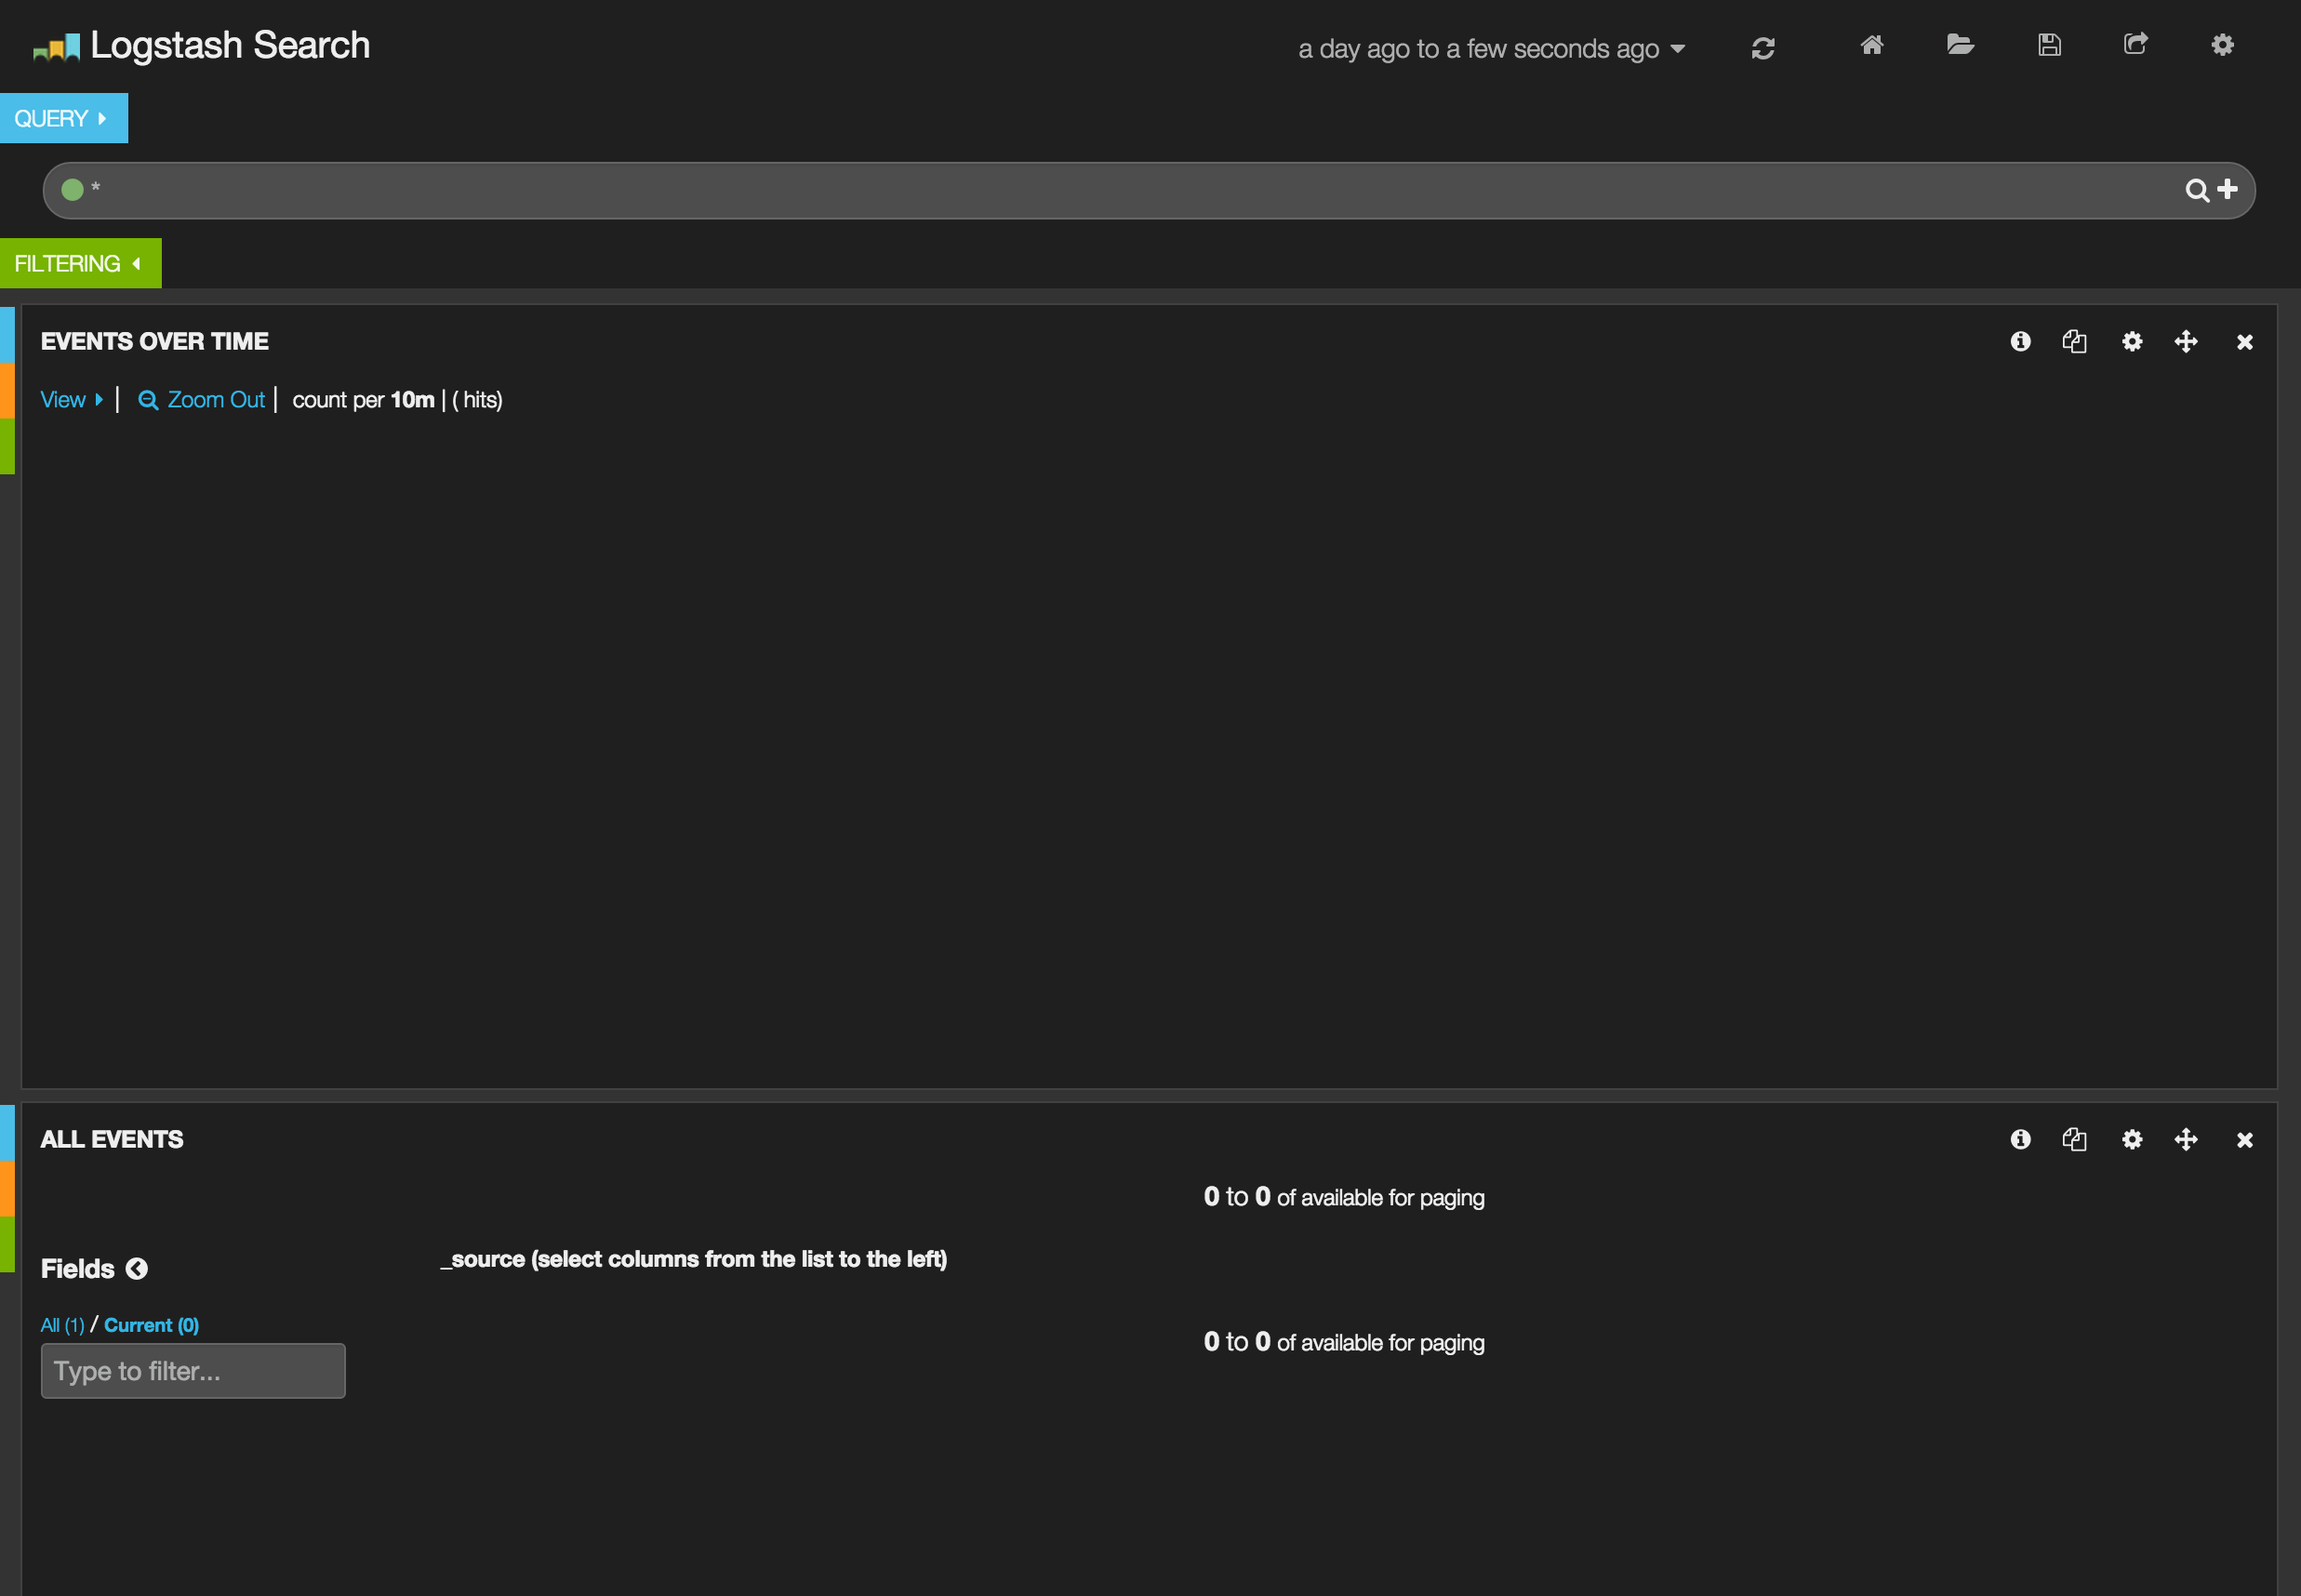 Logstash Search
a day ago to a few seconds ago
QUERY
*
FILTERING
EVENTS OVER TIME
View | Zoom Out | count per 10m | ( hits)
ALL EVENTS
0 to 0 of available for paging
Fields
_source (select columns from the list to the left)
All (1) / Current (0)
Type to filter...
0 to 0 of available for paging